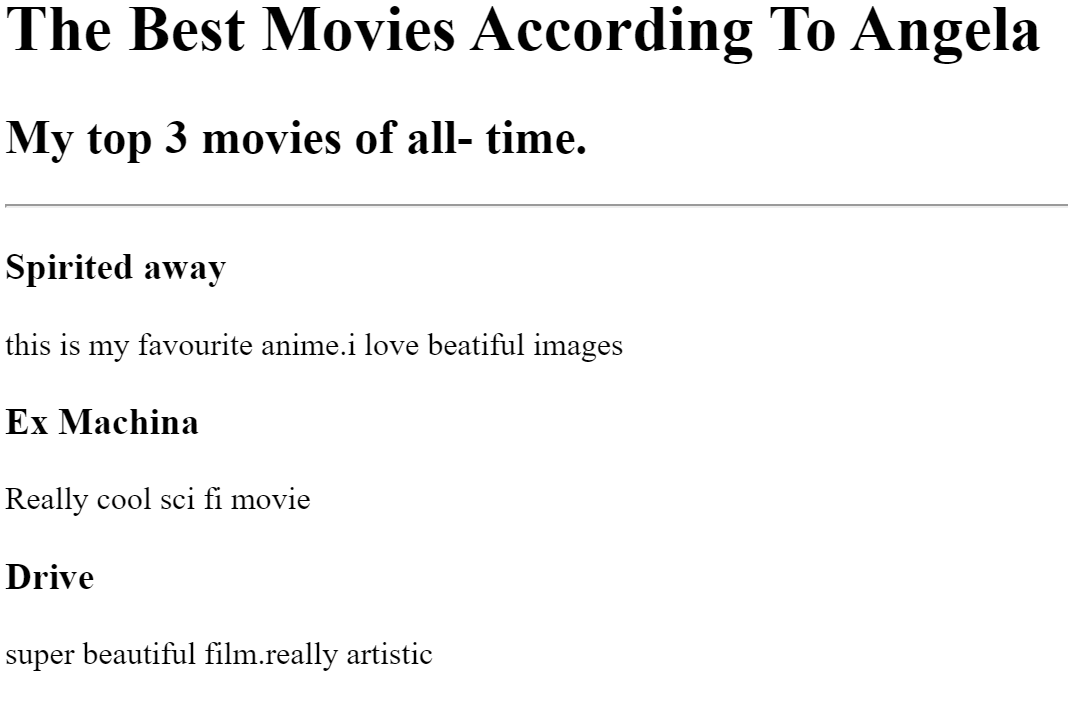 The Best Movies According To Angela
My top 3 movies of all- time.
Spirited away
this is my favourite anime.i love beatiful images
Ex Machina
Really cool sci fi movie
Drive
super beautiful film.really artistic